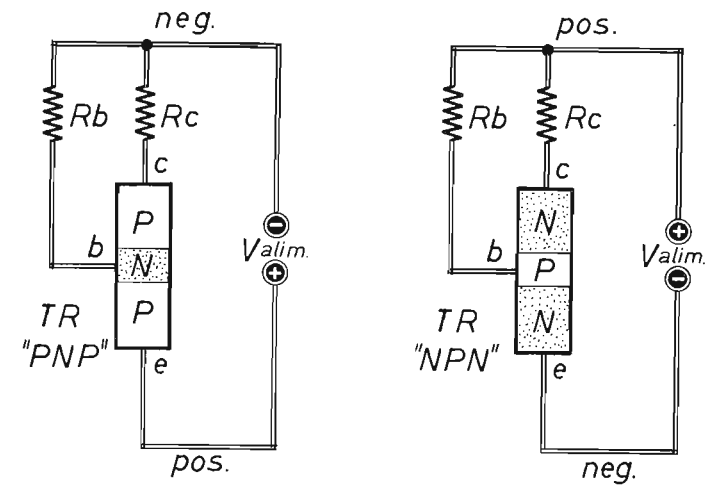 neg.
Rb
Rc
c
P
b
N
−
Valim.
+
P
TR
"PNP"
e
pos.
pos.
Rb
Rc
c
N
b
P
+
Valim.
−
N
TR
"NPN"
e
neg.